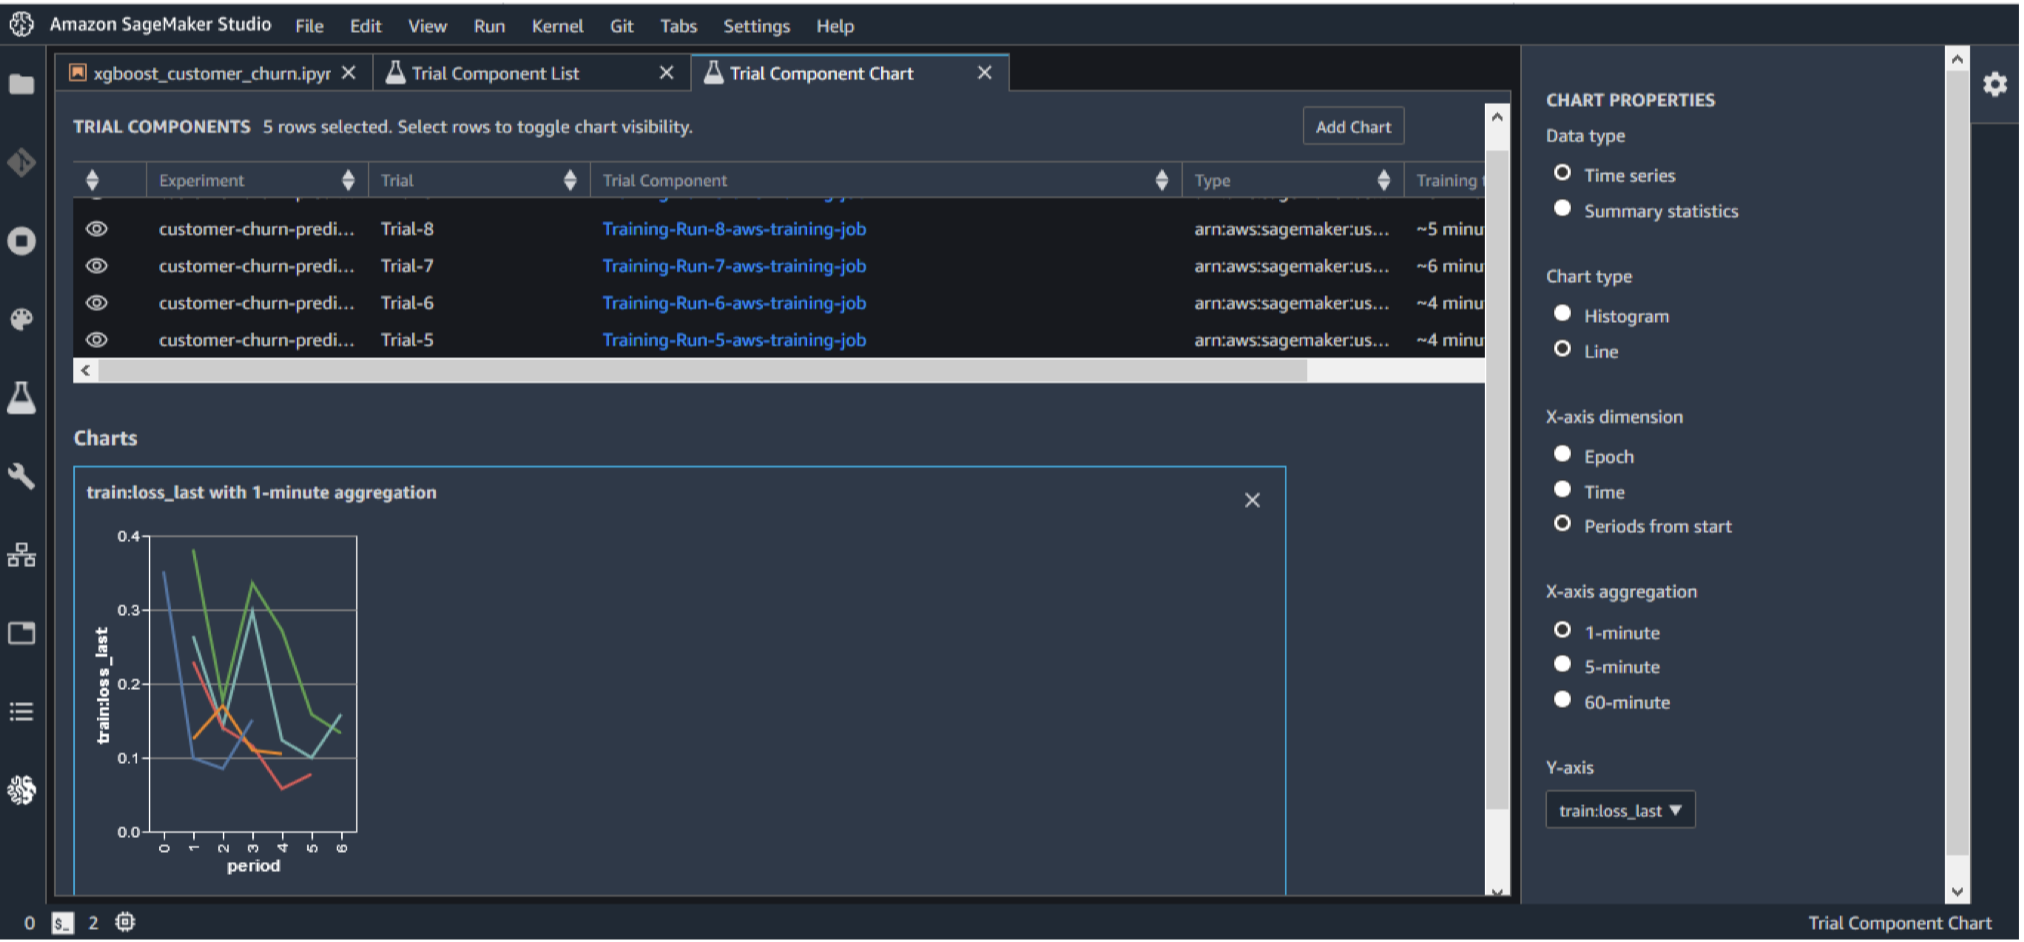 Amazon SageMaker Studio File Edit View Run Kernel Git Tabs Settings Help
xgboost_customer_churn.ipyr Trial Component List Trial Component Chart
TRIAL COMPONENTS 5 rows selected. Select rows to toggle chart visibility. Add Chart
Experiment Trial Trial Component Type Training
customer-churn-predi... Trial-8 Training-Run-8-aws-training-job arn:aws:sagemaker:us... ~5 minu
customer-churn-predi... Trial-7 Training-Run-7-aws-training-job arn:aws:sagemaker:us... ~6 minu
customer-churn-predi... Trial-6 Training-Run-6-aws-training-job arn:aws:sagemaker:us... ~4 minu
customer-churn-predi... Trial-5 Training-Run-5-aws-training-job arn:aws:sagemaker:us... ~4 minu
Charts
train:loss_last with 1-minute aggregation
0.4
0.3
0.2
0.1
0.0
train:loss_last
0 1 2 3 4 5 6
period
CHART PROPERTIES
Data type
Time series
Summary statistics
Chart type
Histogram
Line
X-axis dimension
Epoch
Time
Periods from start
X-axis aggregation
1-minute
5-minute
60-minute
Y-axis
train:loss_last
0 $_ 2 Trial Component Chart